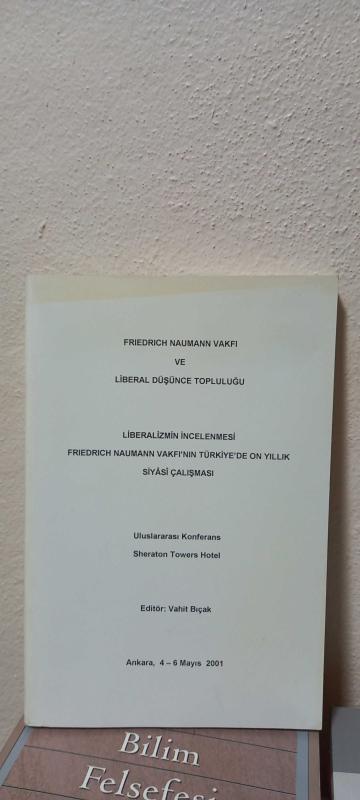 FRIEDRICH NAUMANN VAKFI
VE
LİBERAL DÜŞÜNCE TOPLULUĞU
LİBERALİZMİN İNCELENMESİ
FRIEDRICH NAUMANN VAKFI'NIN TÜRKİYE'DE ON YILLIK
SİYÂSİ ÇALIŞMASI
Uluslararası Konferans
Sheraton Towers Hotel
Editör: Vahit Bıçak
Ankara, 4 – 6 Mayıs 2001
Bilim
Felsefesi